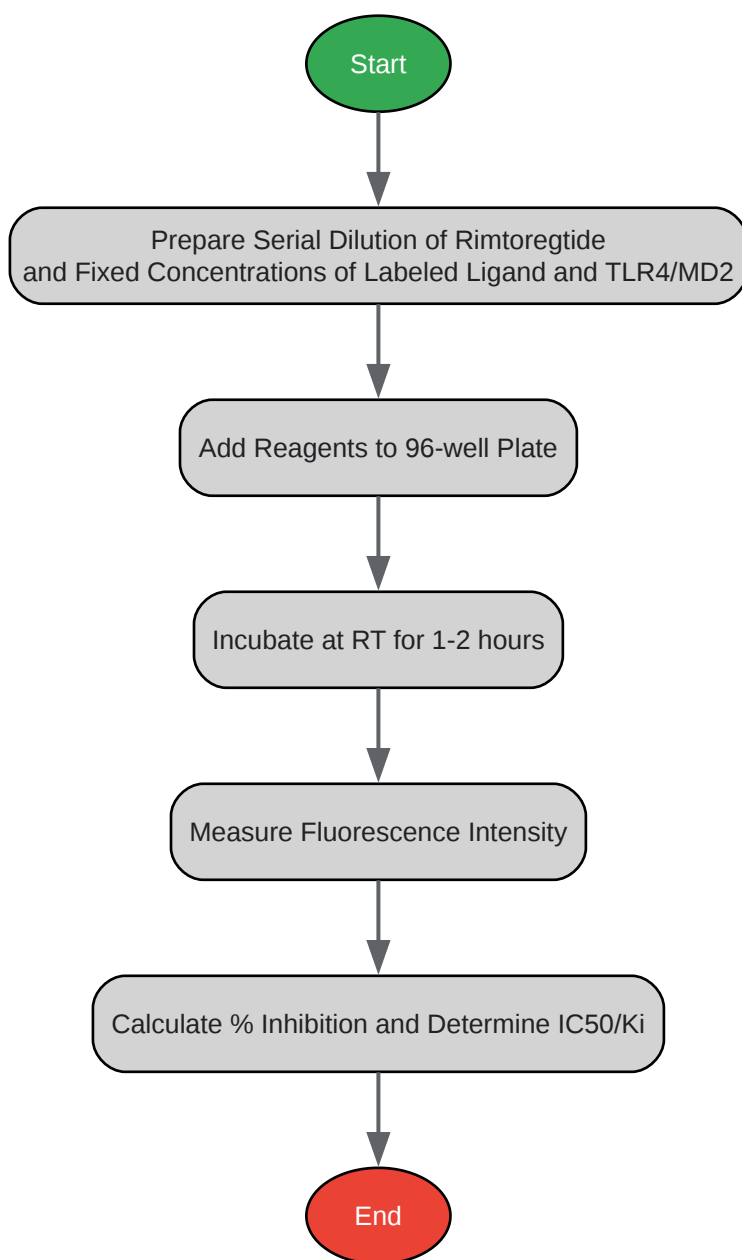 Start
Prepare Serial Dilution of Rimtoregtide
and Fixed Concentrations of Labeled Ligand and TLR4/MD2
Add Reagents to 96-well Plate
Incubate at RT for 1-2 hours
Measure Fluorescence Intensity
Calculate % Inhibition and Determine IC50/Ki
End